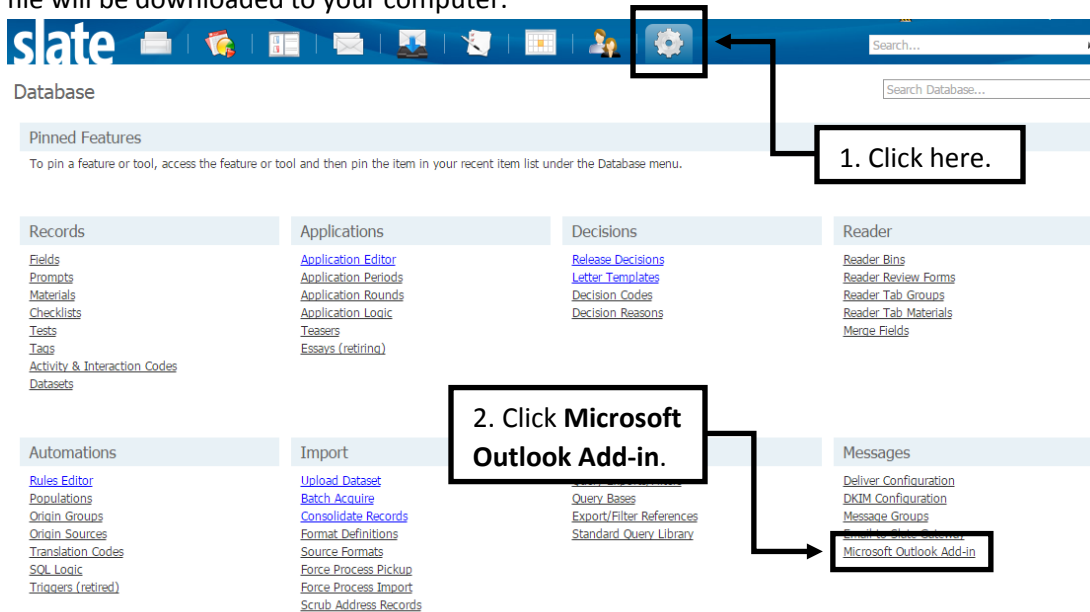 file will be downloaded to your computer.
slate
Search...
Database
Search Database...
Pinned Features
To pin a feature or tool, access the feature or tool and then pin the item in your recent item list under the Database menu.
1. Click here.
Records
Fields
Prompts
Materials
Checklists
Tests
Tags
Activity & Interaction Codes
Datasets
Applications
Application Editor
Application Periods
Application Rounds
Application Logic
Teasers
Essays (retiring)
Decisions
Release Decisions
Letter Templates
Decision Codes
Decision Reasons
Reader
Reader Bins
Reader Review Forms
Reader Tab Groups
Reader Tab Materials
Merge Fields
2. Click Microsoft
Outlook Add-in.
Automations
Rules Editor
Populations
Origin Groups
Origin Sources
Translation Codes
SQL Logic
Triggers (retired)
Import
Upload Dataset
Batch Acquire
Consolidate Records
Format Definitions
Source Formats
Force Process Pickup
Force Process Import
Scrub Address Records
Query Bases
Export/Filter References
Standard Query Library
Messages
Deliver Configuration
DKIM Configuration
Message Groups
Email to Slate Gateway
Microsoft Outlook Add-in